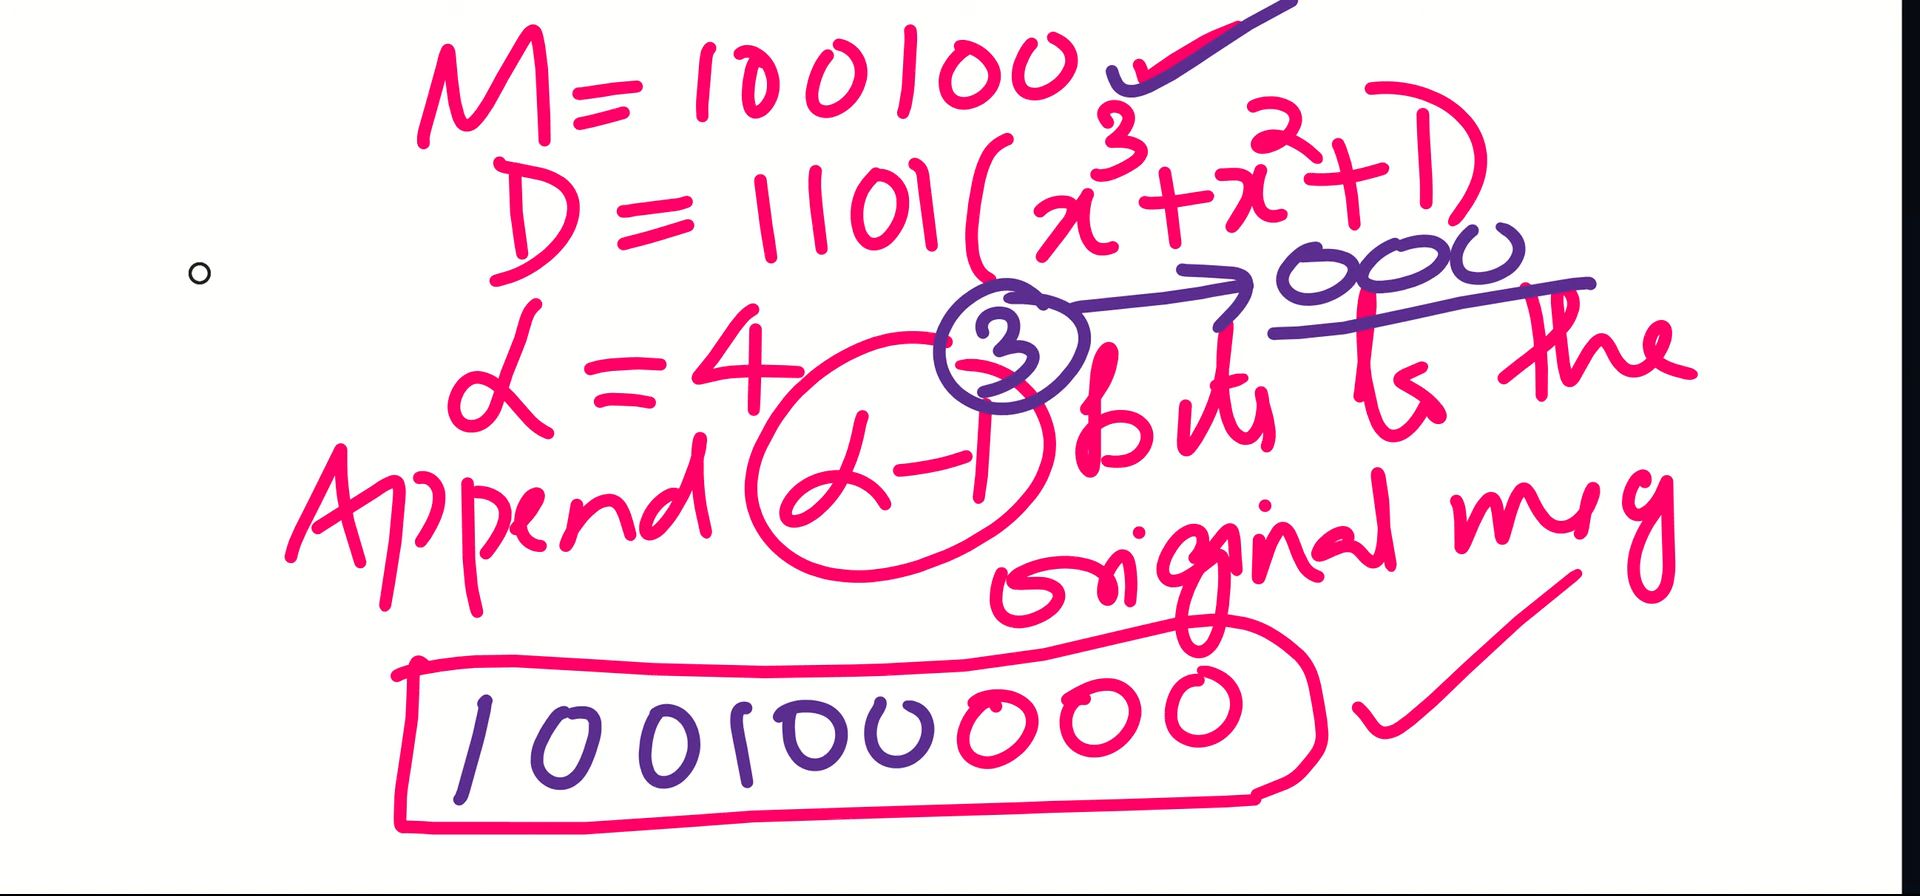 M = 100100
D = 1101 (x³ + x² + 1)
L = 4 3 → 000
Append L-1 bits to the
original msg
100100000